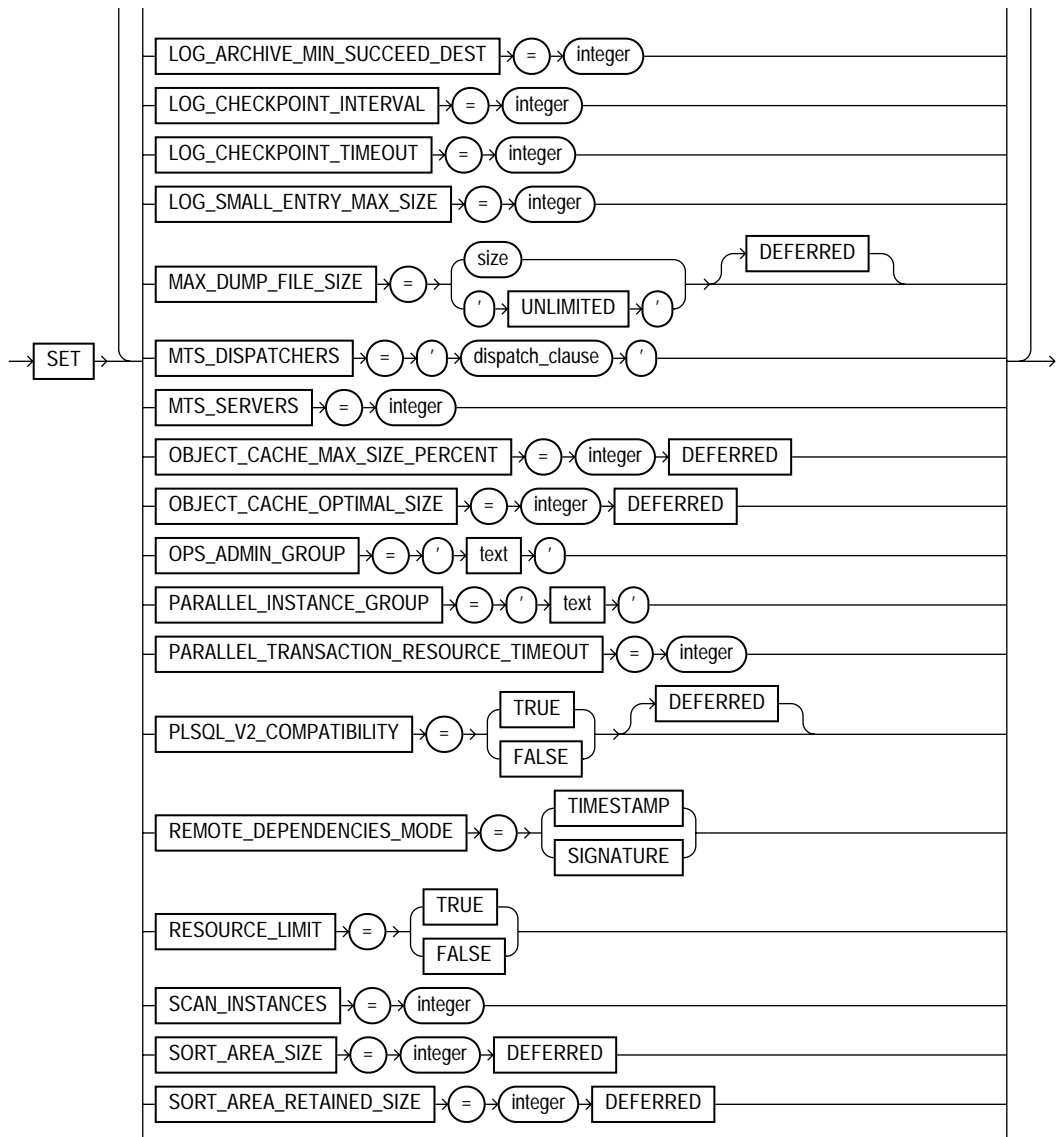 LOG_ARCHIVE_MIN_SUCCEED_DEST = integer
LOG_CHECKPOINT_INTERVAL = integer
LOG_CHECKPOINT_TIMEOUT = integer
LOG_SMALL_ENTRY_MAX_SIZE = integer
size DEFERRED
MAX_DUMP_FILE_SIZE =
' UNLIMITED '
SET MTS_DISPATCHERS = ' dispatch_clause '
MTS_SERVERS = integer
OBJECT_CACHE_MAX_SIZE_PERCENT = integer DEFERRED
OBJECT_CACHE_OPTIMAL_SIZE = integer DEFERRED
OPS_ADMIN_GROUP = ' text '
PARALLEL_INSTANCE_GROUP = ' text '
PARALLEL_TRANSACTION_RESOURCE_TIMEOUT = integer
TRUE DEFERRED
PLSQL_V2_COMPATIBILITY =
FALSE
TIMESTAMP
REMOTE_DEPENDENCIES_MODE =
SIGNATURE
TRUE
RESOURCE_LIMIT =
FALSE
SCAN_INSTANCES = integer
SORT_AREA_SIZE = integer DEFERRED
SORT_AREA_RETAINED_SIZE = integer DEFERRED